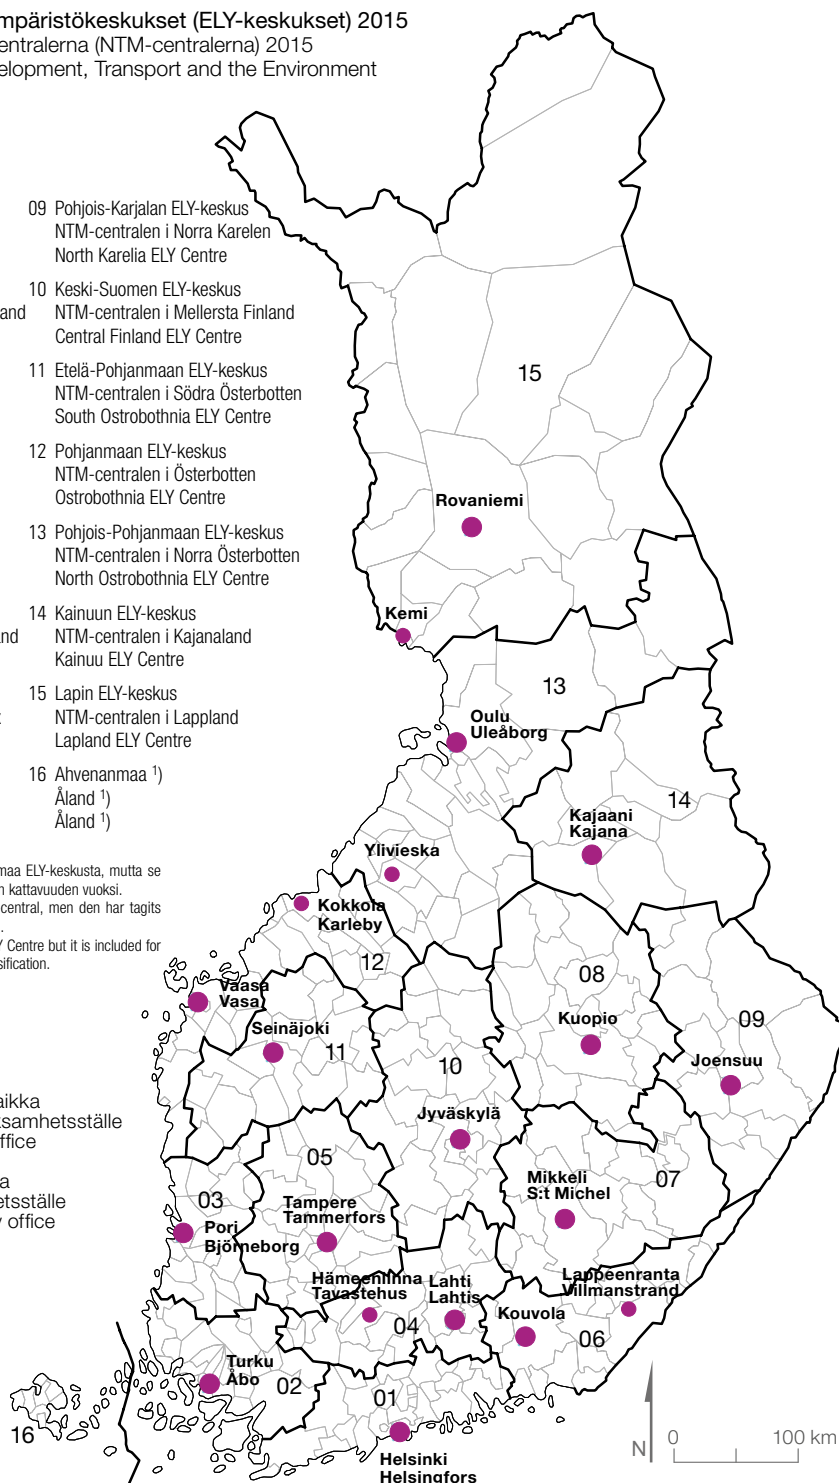 mpäristökeskukset (ELY-keskukset) 2015
entralerna (NTM-centralerna) 2015
elopment, Transport and the Environment
09 Pohjois-Karjalan ELY-keskus
NTM-centralen i Norra Karelen
North Karelia ELY Centre
10 Keski-Suomen ELY-keskus
and NTM-centralen i Mellersta Finland
Central Finland ELY Centre
11 Etelä-Pohjanmaan ELY-keskus
NTM-centralen i Södra Österbotten
South Ostrobothnia ELY Centre
12 Pohjanmaan ELY-keskus
NTM-centralen i Österbotten
Ostrobothnia ELY Centre
13 Pohjois-Pohjanmaan ELY-keskus
NTM-centralen i Norra Österbotten
North Ostrobothnia ELY Centre
14 Kainuun ELY-keskus
nd NTM-centralen i Kajanaland
Kainuu ELY Centre
15 Lapin ELY-keskus
NTM-centralen i Lappland
Lapland ELY Centre
16 Ahvenanmaa ¹)
Åland ¹)
Åland ¹)
maa ELY-keskusta, mutta se
n kattavuuden vuoksi.
central, men den har tagits
.
Y Centre but it is included for
sification.
aikka
ksamhetsställe
ffice
a
etsställe
y office
15
Rovaniemi
Kemi
13
Oulu
Uleåborg
14
Kajaani
Kajana
Ylivieska
Kokkola
Karleby
12
08
Vaasa
Vasa
Seinäjoki
11
Kuopio
09
10
Joensuu
Jyväskylä
05
07
Mikkeli
S:t Michel
03
Tampere
Tammerfors
Pori
Björneborg
Hämeenlinna
Tavastehus
Lahti
Lahtis
Lappeenranta
Villmanstrand
Kouvola
04
06
Turku
Åbo
02
01
16
Helsinki
Helsingfors
N
0 100 km